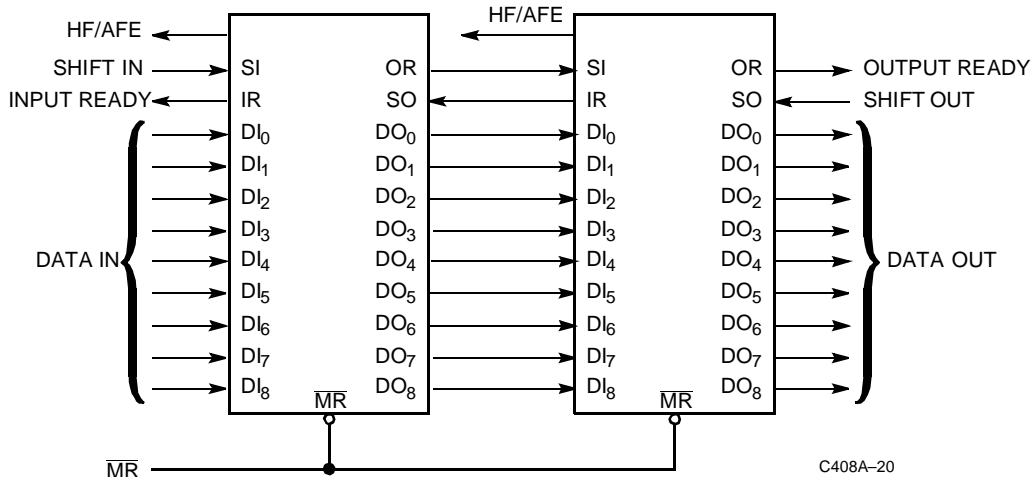 HF/AFE HF/AFE
SHIFT IN SI OR SI OR OUTPUT READY
INPUT READY IR SO IR SO SHIFT OUT
DI0 DO0 DI0 DO0
DI1 DO1 DI1 DO1
DI2 DO2 DI2 DO2
DI3 DO3 DI3 DO3
DATA IN DI4 DO4 DI4 DO4 DATA OUT
DI5 DO5 DI5 DO5
DI6 DO6 DI6 DO6
DI7 DO7 DI7 DO7
DI8 DO8 DI8 DO8
M̅R̅ M̅R̅
M̅R̅ C408A–20